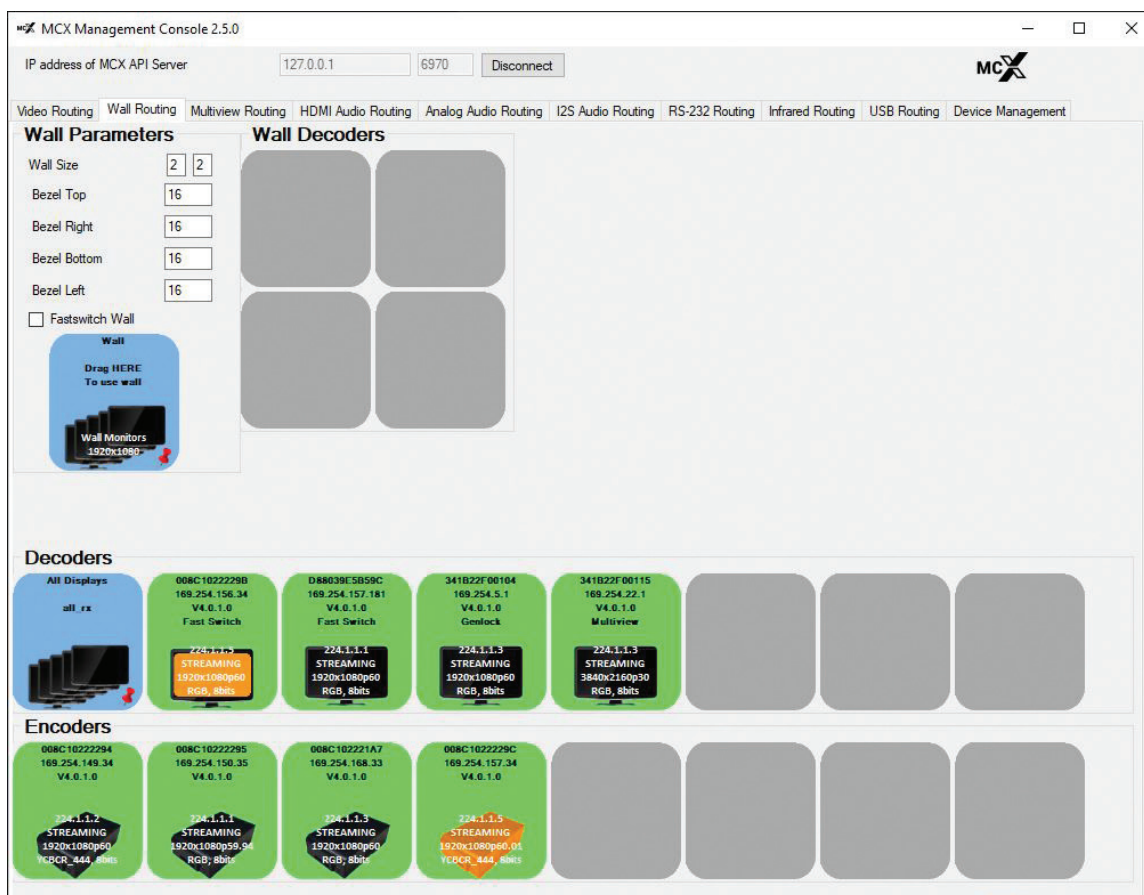 MCX MCX Management Console 2.5.0
IP address of MCX API Server 127.0.0.1 6970 Disconnect
MCX
Video Routing Wall Routing Multiview Routing HDMI Audio Routing Analog Audio Routing I2S Audio Routing RS-232 Routing Infrared Routing USB Routing Device Management
Wall Parameters
Wall Size 2 2
Bezel Top 16
Bezel Right 16
Bezel Bottom 16
Bezel Left 16
Fastswitch Wall
Wall
Drag HERE
To use wall
Wall Monitors
1920x1080
Wall Decoders
Decoders
All Displays
all_rx
008C1022229B
169.254.156.34
V4.0.1.0
Fast Switch
224.1.1.5
STREAMING
1920x1080p60
RGB, 8bits
D88039E5B59C
169.254.157.181
V4.0.1.0
Fast Switch
224.1.1.1
STREAMING
1920x1080p60
RGB, 8bits
341B22F00104
169.254.5.1
V4.0.1.0
Genlock
224.1.1.3
STREAMING
1920x1080p60
RGB, 8bits
341B22F00115
169.254.22.1
V4.0.1.0
Multiview
224.1.1.3
STREAMING
3840x2160p30
RGB, 8bits
Encoders
008C10222294
169.254.149.34
V4.0.1.0
224.1.1.2
STREAMING
1920x1080p60
YCBCR_444, 8bits
008C10222295
169.254.150.35
V4.0.1.0
224.1.1.1
STREAMING
1920x1080p59.94
RGB, 8bits
008C102221A7
169.254.168.33
V4.0.1.0
224.1.1.3
STREAMING
1920x1080p60
RGB, 8bits
008C1022229C
169.254.157.34
V4.0.1.0
224.1.1.5
STREAMING
1920x1080p60.01
YCBCR_444, 8bits